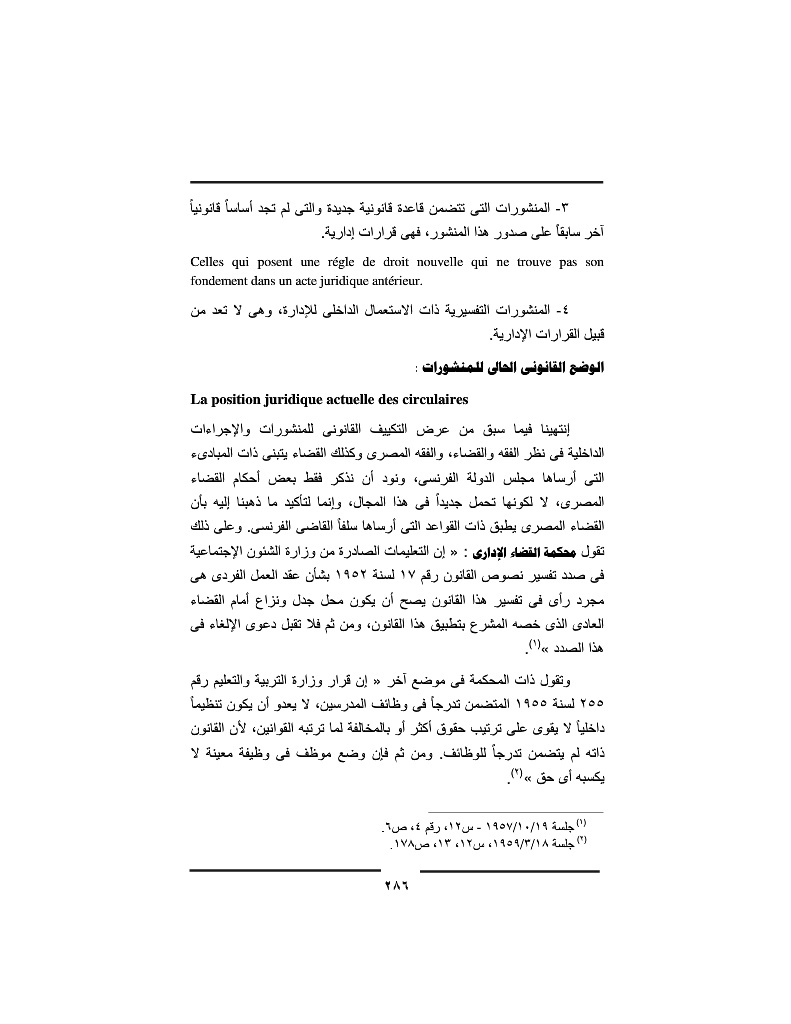 ٣- المنشورات التى تتضمن قاعدة قانونية جديدة والتى لم تجد أساساً قانونياً
آخر سابقاً على صدور هذا المنشور، فهى قرارات إدارية.
Celles qui posent une régle de droit nouvelle qui ne trouve pas son
fondement dans un acte juridique antérieur.
٤- المنشورات التفسيرية ذات الاستعمال الداخلى للإدارة، وهى لا تعد من
قبيل القرارات الإدارية.
الوضع القانونى الحالى للمنشورات :
La position juridique actuelle des circulaires
إنتهينا فيما سبق من عرض التكييف القانونى للمنشورات والإجراءات
الداخلية فى نظر الفقه والقضاء، والفقه المصرى وكذلك القضاء يتبنى ذات المبادىء
التى أرساها مجلس الدولة الفرنسى، ونود أن نذكر فقط بعض أحكام القضاء
المصرى، لا لكونها تحمل جديداً فى هذا المجال، وإنما لتأكيد ما ذهبنا إليه بأن
القضاء المصرى يطبق ذات القواعد التى أرساها سلفاً القاضى الفرنسى. وعلى ذلك
تقول محكمة القضاء الإدارى : « إن التعليمات الصادرة من وزارة الشئون الإجتماعية
فى صدد تفسير نصوص القانون رقم ١٧ لسنة ١٩٥٢ بشأن عقد العمل الفردى هى
مجرد رأى فى تفسير هذا القانون يصح أن يكون محل جدل ونزاع أمام القضاء
العادى الذى خصه المشرع بتطبيق هذا القانون، ومن ثم فلا تقبل دعوى الإلغاء فى
هذا الصدد »(١).
وتقول ذات المحكمة فى موضع آخر « إن قرار وزارة التربية والتعليم رقم
٢٥٥ لسنة ١٩٥٥ المتضمن تدرجاً فى وظائف المدرسين، لا يعدو أن يكون تنظيماً
داخلياً لا يقوى على ترتيب حقوق أكثر أو بالمخالفة لما ترتبه القوانين، لأن القانون
ذاته لم يتضمن تدرجاً للوظائف. ومن ثم فإن وضع موظف فى وظيفة معينة لا
يكسبه أى حق »(٢).
(١) جلسة ١٩٥٧/١٠/١٩ - س١٢، رقم ٤، ص٦.
(٢) جلسة ١٩٥٩/٣/١٨، س١٢، ١٣، ص١٧٨.
٢٨٦